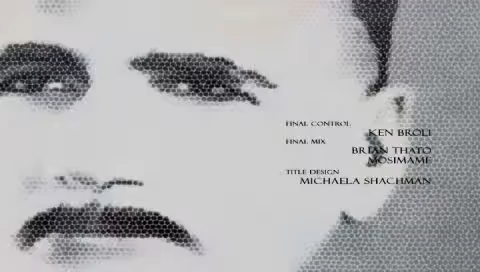 FINAL CONTROL
KEN BROLI
FINAL MIX
BRIAN THATO
MOSIMAME
TITLE DESIGN
MICHAELA SHACHMAN